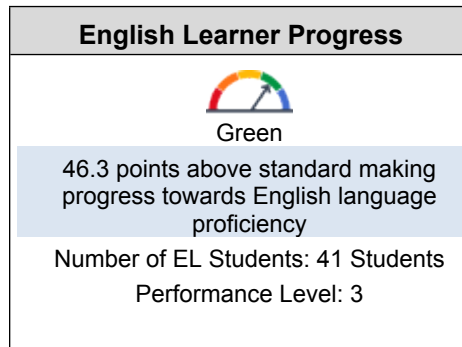 English Learner Progress
Green
46.3 points above standard making
progress towards English language
proficiency
Number of EL Students: 41 Students
Performance Level: 3